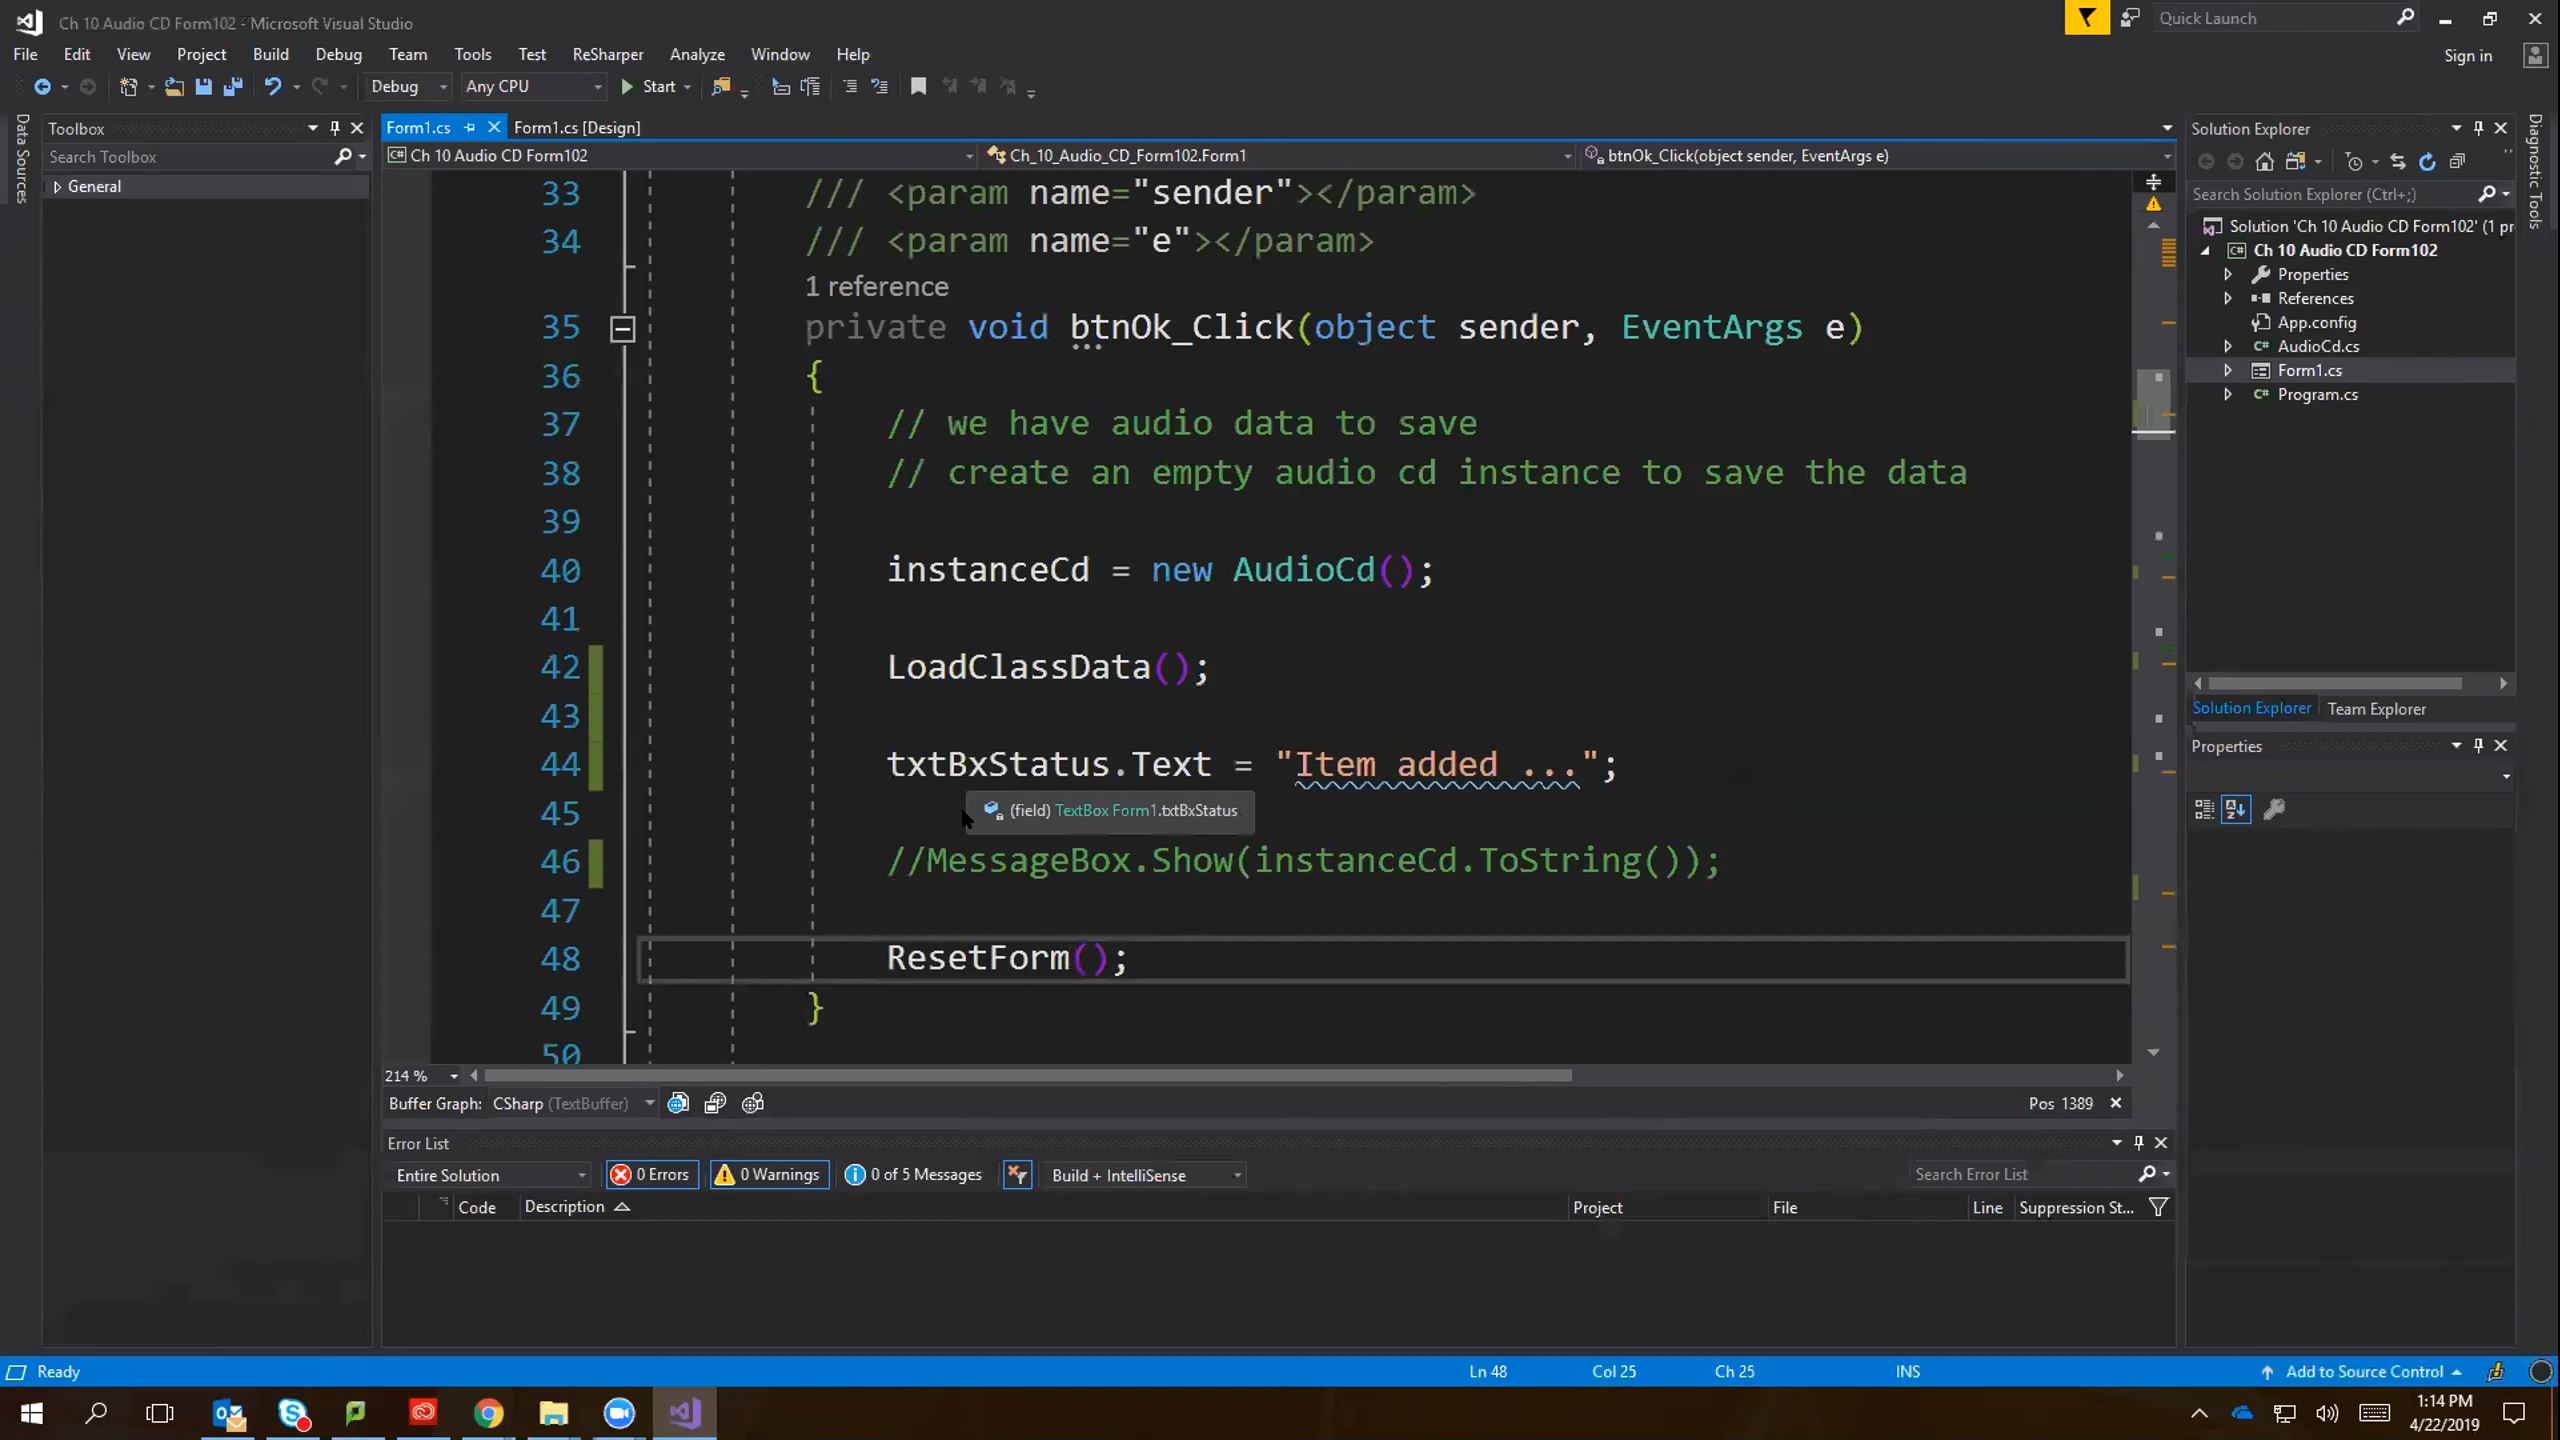 Ch 10 Audio CD Form102 - Microsoft Visual Studio
Quick Launch
File Edit View Project Build Debug Team Tools Test ReSharper Analyze Window Help
Sign in
Debug Any CPU Start
Data Sources
Toolbox
Search Toolbox
General
Form1.cs Form1.cs [Design]
Ch 10 Audio CD Form102 Ch_10_Audio_CD_Form102.Form1 btnOk_Click(object sender, EventArgs e)
33 /// <param name="sender"></param>
34 /// <param name="e"></param>
1 reference
35 private void btnOk_Click(object sender, EventArgs e)
36 {
37 // we have audio data to save
38 // create an empty audio cd instance to save the data
39
40 instanceCd = new AudioCd();
41
42 LoadClassData();
43
44 txtBxStatus.Text = "Item added ...";
45
(field) TextBox Form1.txtBxStatus
46 //MessageBox.Show(instanceCd.ToString());
47
48 ResetForm();
49 }
50
214 %
Buffer Graph: CSharp (TextBuffer)
Pos 1389
Error List
Entire Solution 0 Errors 0 Warnings 0 of 5 Messages Build + IntelliSense
Search Error List
Code Description Project File Line Suppression St...
Solution Explorer
Search Solution Explorer (Ctrl+;)
Solution 'Ch 10 Audio CD Form102' (1 pr
Ch 10 Audio CD Form102
Properties
References
App.config
AudioCd.cs
Form1.cs
Program.cs
Solution Explorer Team Explorer
Properties
Diagnostic Tools
Ready
Ln 48 Col 25 Ch 25 INS
Add to Source Control
1:14 PM
4/22/2019